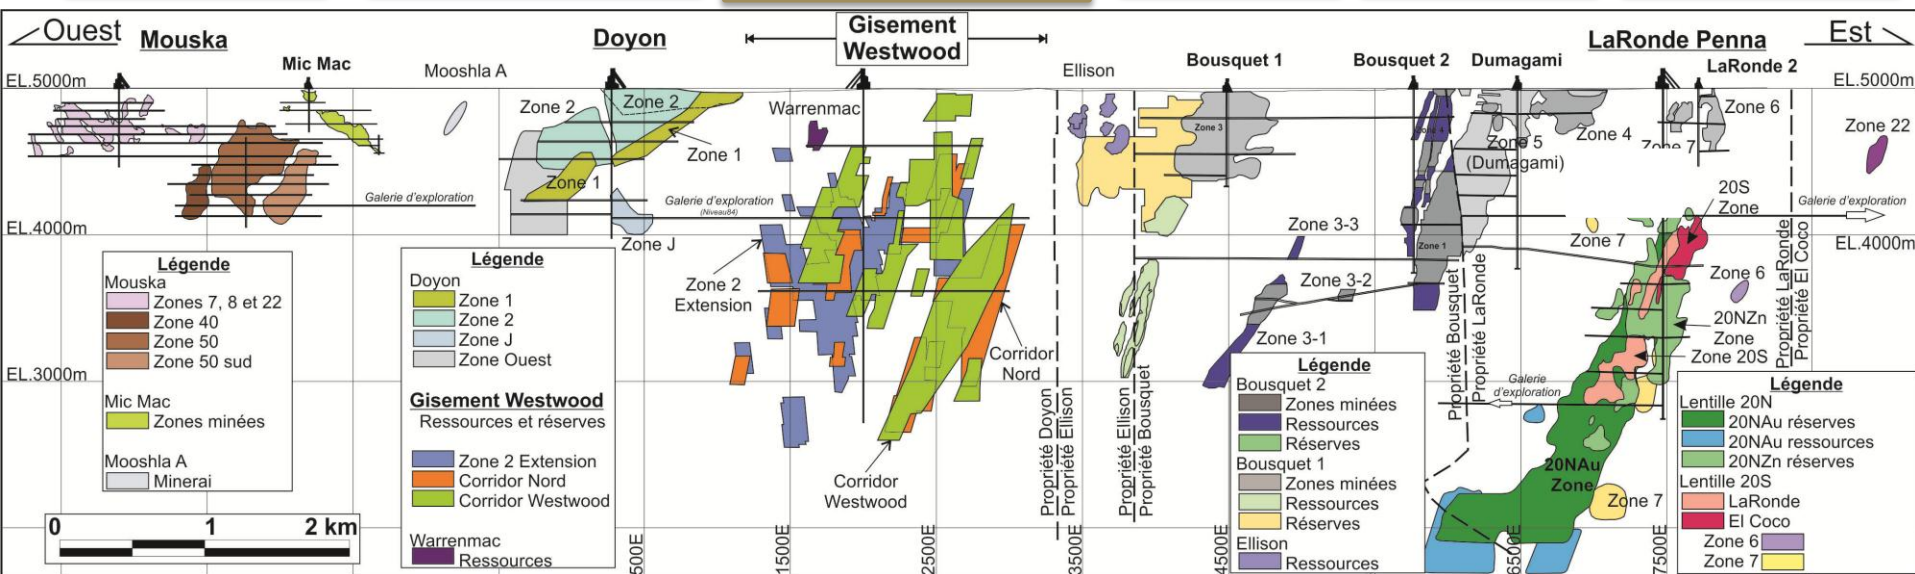 Ouest
Mouska
Mic Mac
Mooshla A
Doyon
Gisement
Westwood
Ellison
Bousquet 1
Bousquet 2
Dumagami
LaRonde Penna
LaRonde 2
Est
EL.5000m
EL.5000m
Zone 2
Zone 2
Zone 1
Zone 1
Zone J
Warrenmac
Zone 3
Zone 4
Zone 5
(Dumagami)
Zone 4
Zone 7
Zone 6
Zone 22
Galerie d'exploration
Galerie d'exploration
(Niveau84)
20S
Zone
Galerie d'exploration
EL.4000m
EL.4000m
Zone 2
Extension
Zone 3-3
Zone 3-2
Zone 3-1
Zone 1
Zone 7
Zone 6
20NZn
Zone
Zone 20S
Corridor
Nord
Corridor
Westwood
EL.3000m
Galerie
d'exploration
20NAu
Zone
Zone 7
Propriété Doyon
Propriété Ellison
Propriété Ellison
Propriété Bousquet
Propriété Bousquet
Propriété LaRonde
Propriété LaRonde
Propriété El Coco
Légende
Mouska
Zones 7, 8 et 22
Zone 40
Zone 50
Zone 50 sud
Mic Mac
Zones minées
Mooshla A
Minerai
0 1 2 km
Légende
Doyon
Zone 1
Zone 2
Zone J
Zone Ouest
Gisement Westwood
Ressources et réserves
Zone 2 Extension
Corridor Nord
Corridor Westwood
Warrenmac
Ressources
500E
1500E
2500E
3500E
4500E
6500E
7500E
Légende
Bousquet 2
Zones minées
Ressources
Réserves
Bousquet 1
Zones minées
Ressources
Réserves
Ellison
Ressources
Légende
Lentille 20N
20NAu réserves
20NAu ressources
20NZn réserves
Lentille 20S
LaRonde
El Coco
Zone 6
Zone 7